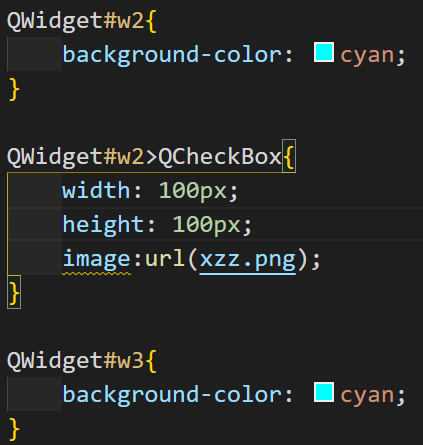 QWidget#w2{
    background-color: cyan;
}

QWidget#w2>QCheckBox{
    width: 100px;
    height: 100px;
    image:url(xzz.png);
}

QWidget#w3{
    background-color: cyan;
}